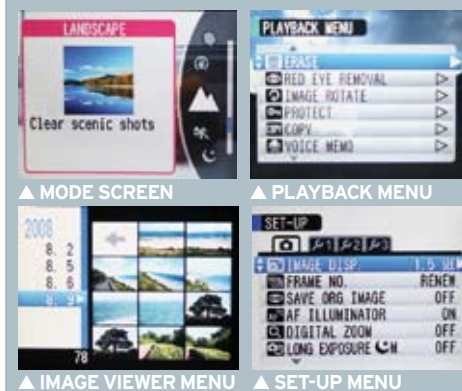 LANDSCAPE
Clear scenic shots
▲ MODE SCREEN
PLAYBACK MENU
ERASE
RED EYE REMOVAL
IMAGE ROTATE
PROTECT
COPY
VOICE MEMO
▲ PLAYBACK MENU
2008
8. 2
8. 5
8. 6
8. 9
78
▲ IMAGE VIEWER MENU
SET-UP
IMAGE DISP. 1.5 SEC
FRAME NO. RENEW
SAVE ORG IMAGE OFF
AF ILLUMINATOR ON
DIGITAL ZOOM OFF
LONG EXPOSURE OFF
▲ SET-UP MENU